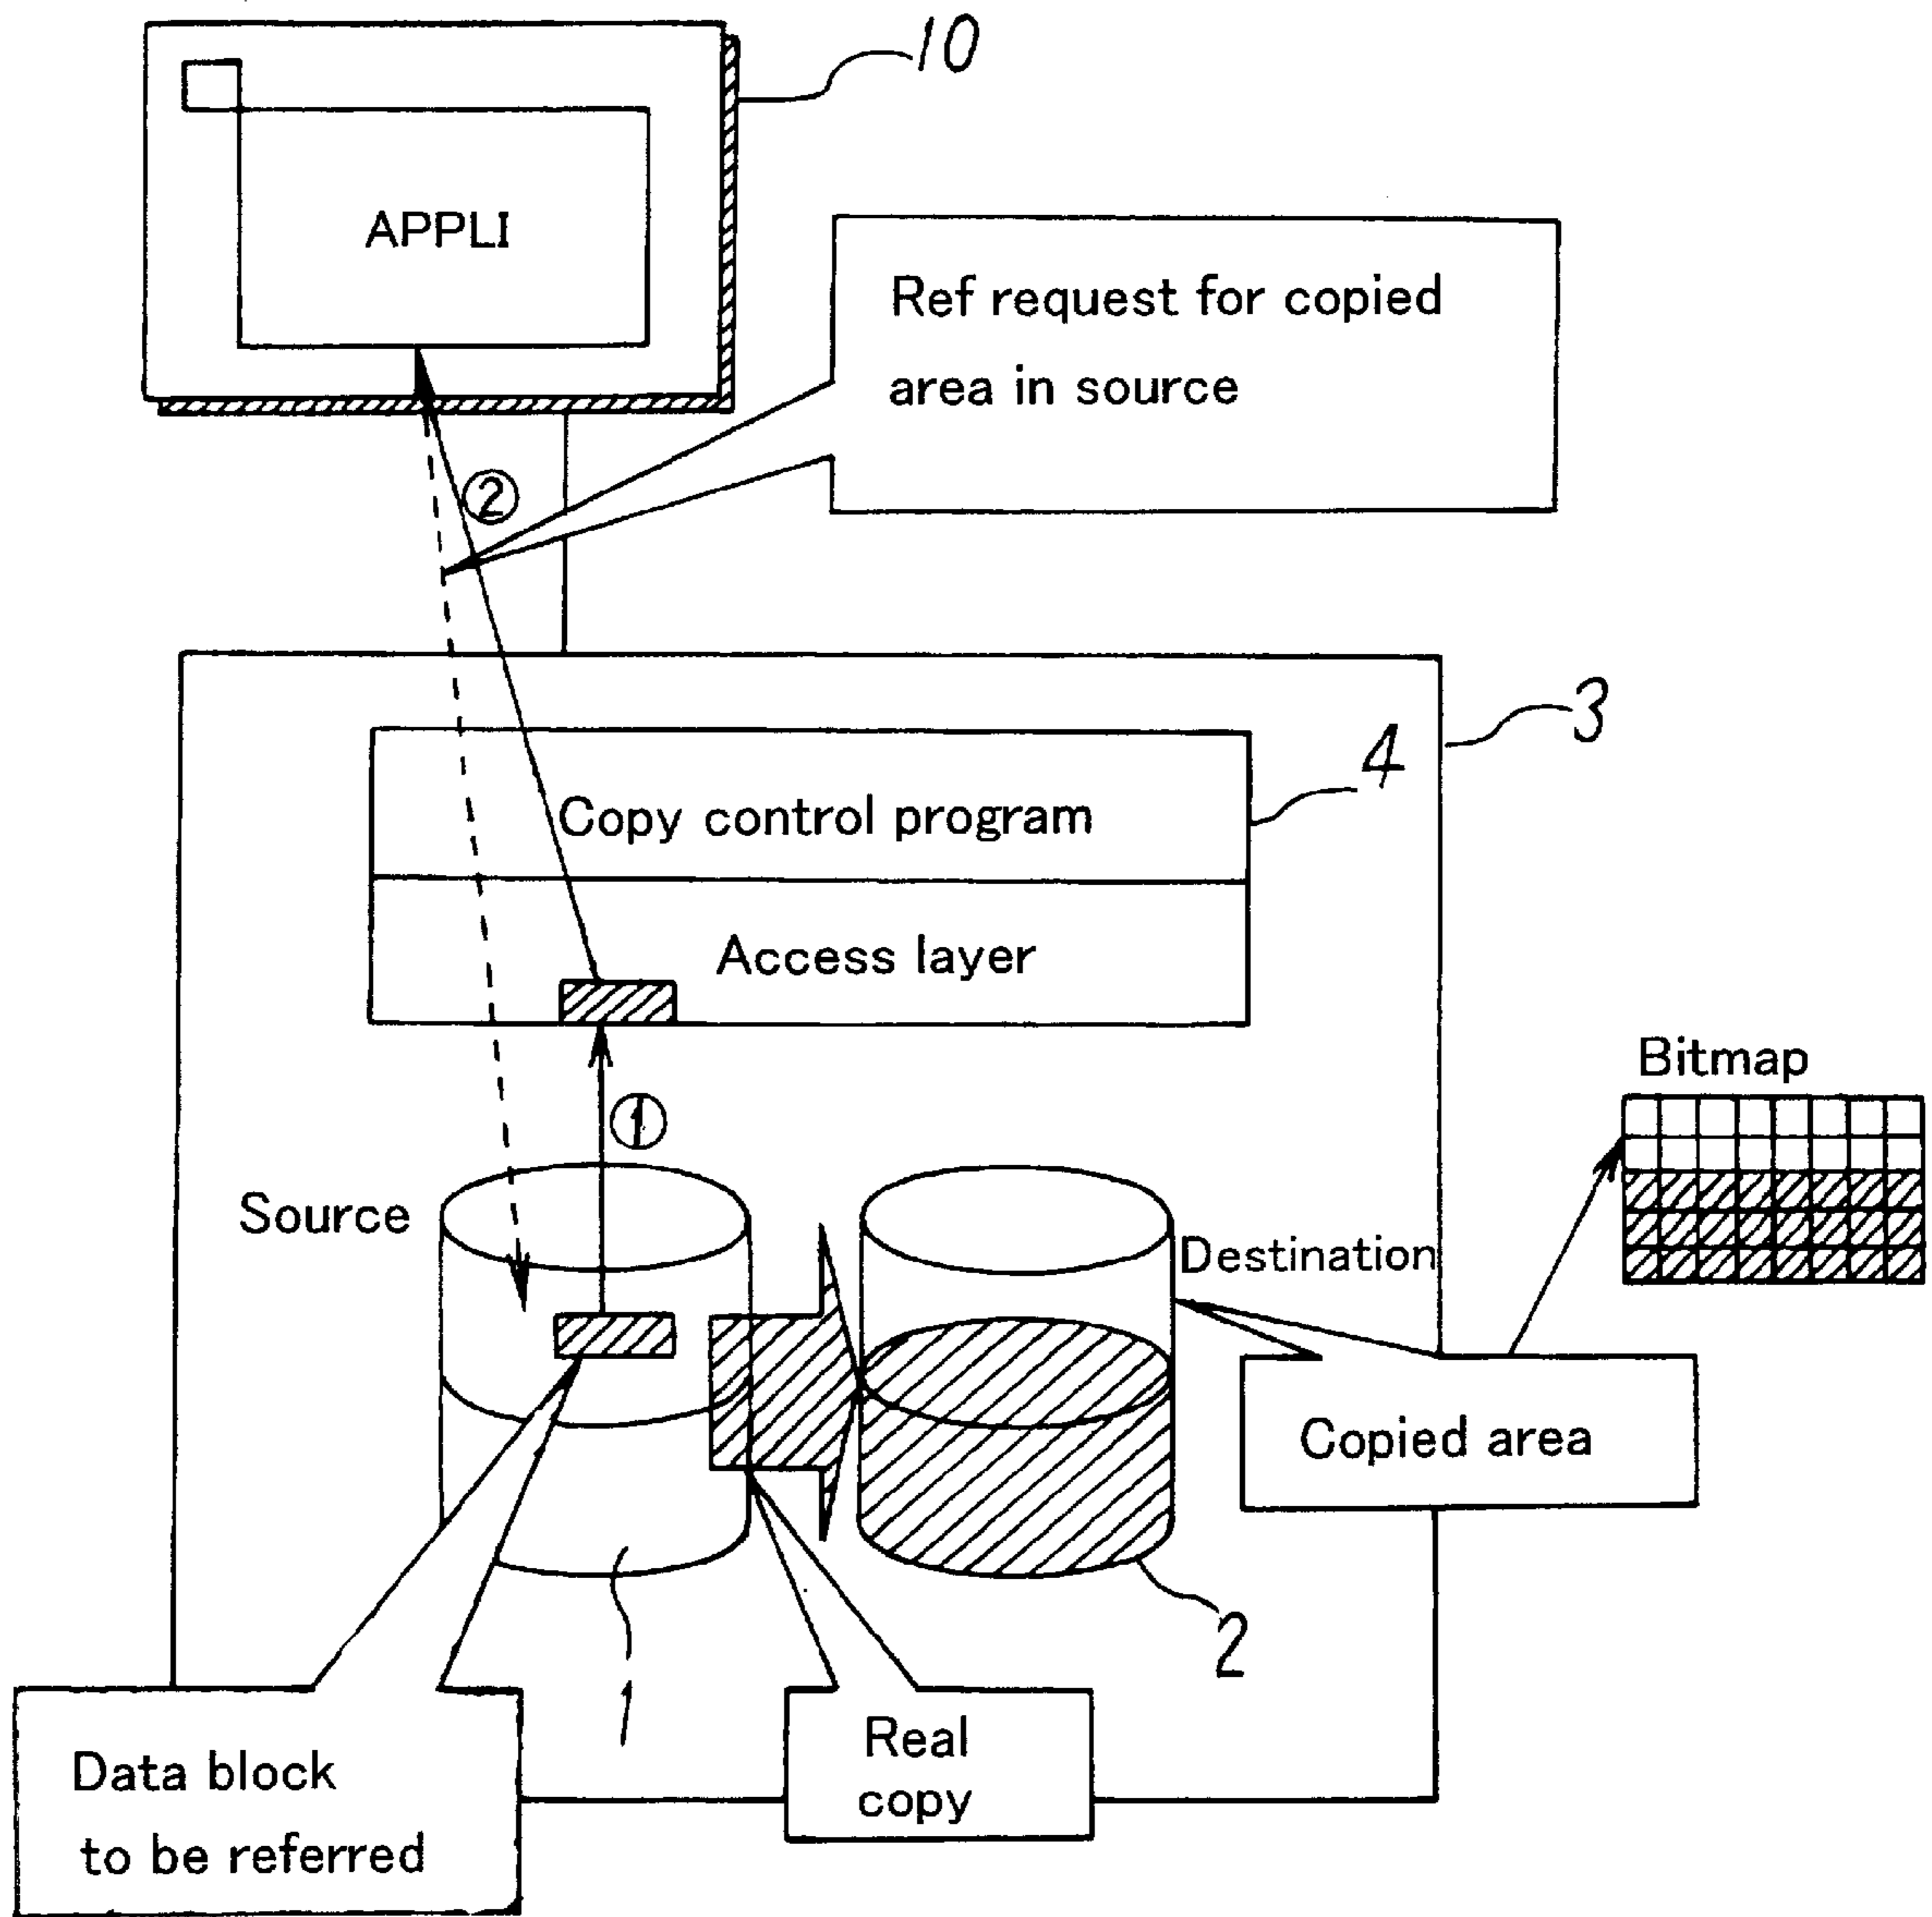 10
APPLI
Ref request for copied
area in source
②
3
4
Copy control program
Access layer
Bitmap
①
Source
Destination
Copied area
2
1
Real
copy
Data block
to be referred